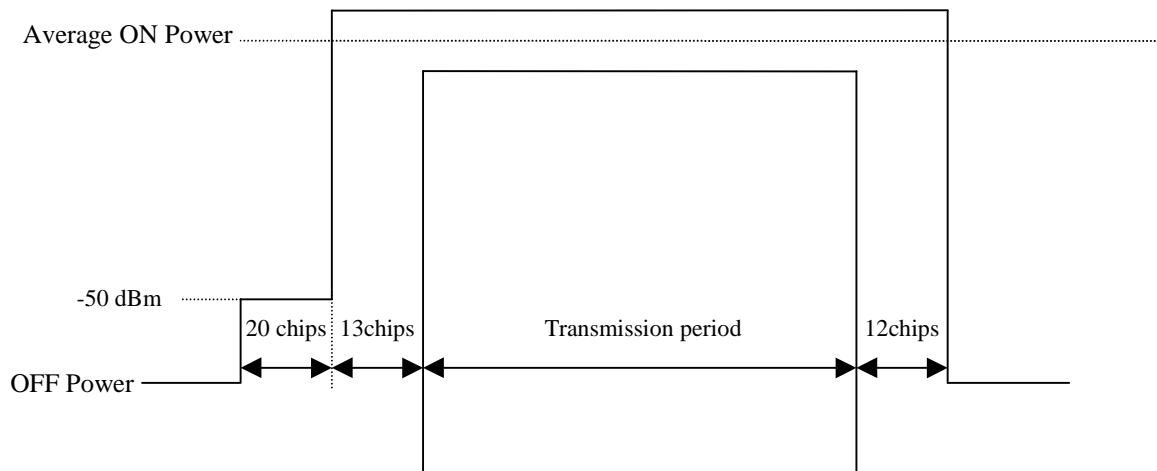 Average ON Power
-50 dBm
20 chips
13chips
Transmission period
12chips
OFF Power